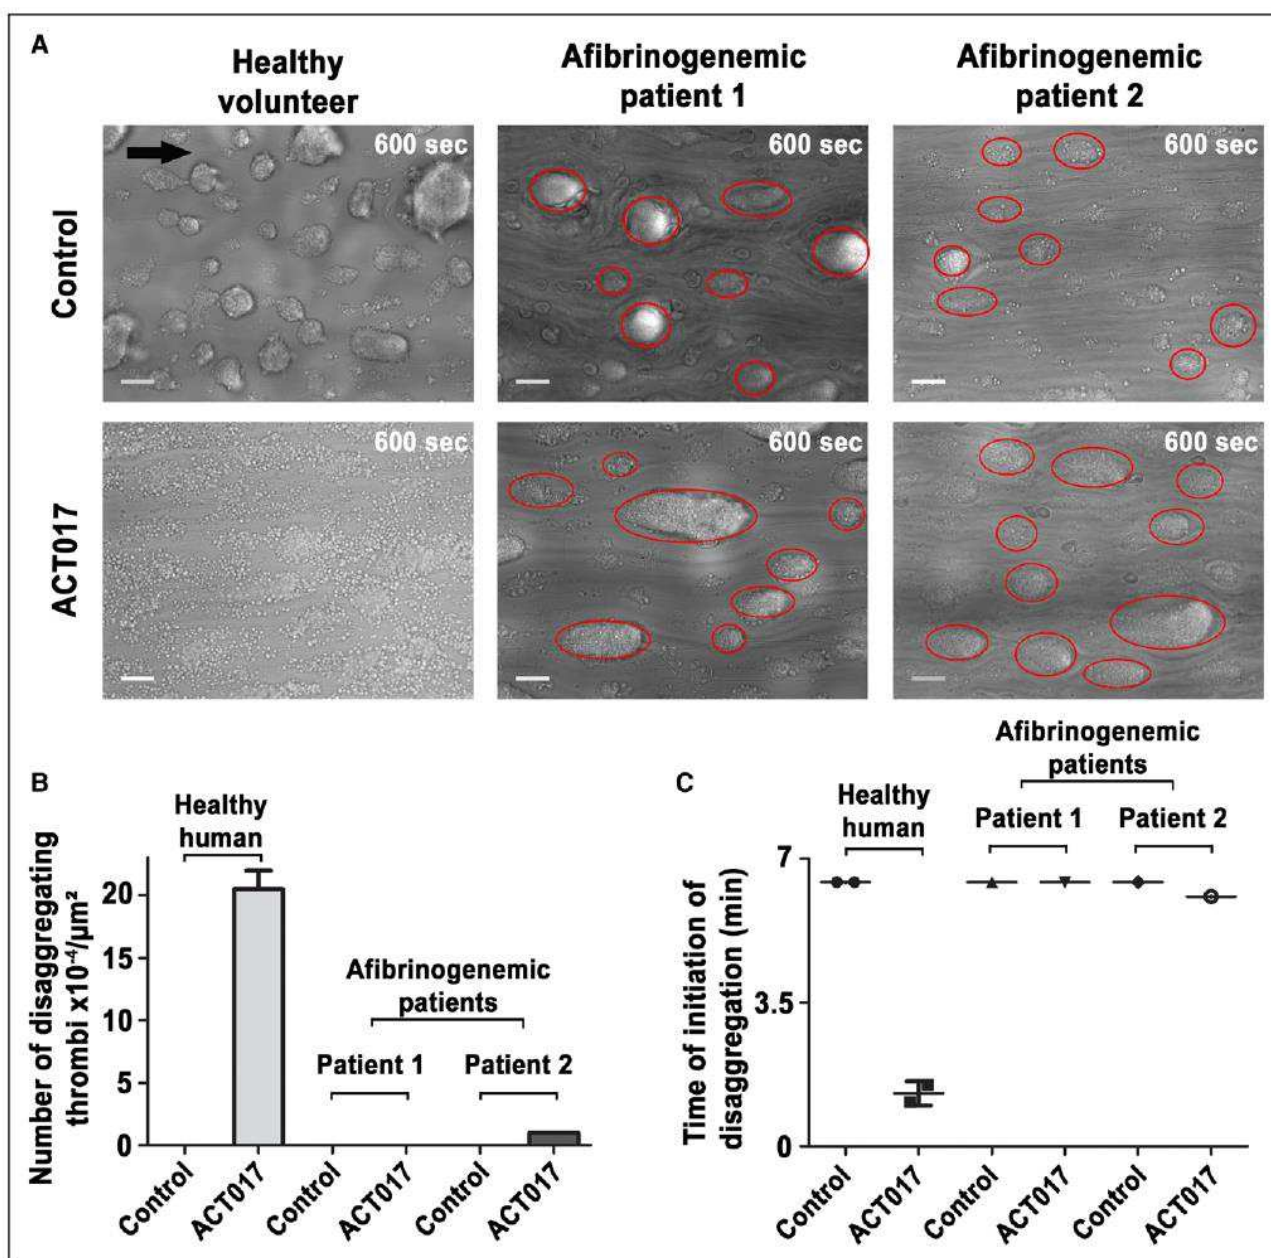 A
Healthy
volunteer
Afibrinogenemic
patient 1
Afibrinogenemic
patient 2
Control
600 sec
600 sec
600 sec
ACT017
600 sec
600 sec
600 sec
B
Number of disaggregating
thrombi x10⁻⁴/µm²
20
15
10
5
0
Healthy
human
Afibrinogenemic
patients
Patient 1
Patient 2
Control
ACT017
Control
ACT017
Control
ACT017
C
Time of initiation of
disaggregation (min)
7
3.5
0
Healthy
human
Afibrinogenemic
patients
Patient 1
Patient 2
Control
ACT017
Control
ACT017
Control
ACT017